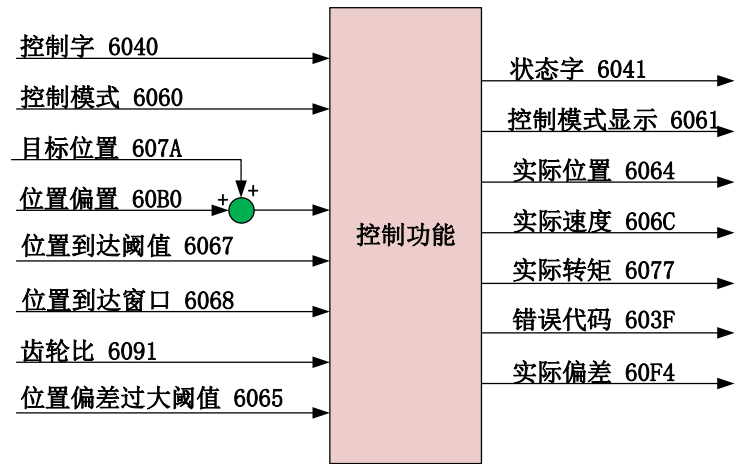 控制字 6040
控制模式 6060
目标位置 607A
+
位置偏置 60B0
+
位置到达阈值 6067
位置到达窗口 6068
齿轮比 6091
位置偏差过大阈值 6065
控制功能
状态字 6041
控制模式显示 6061
实际位置 6064
实际速度 606C
实际转矩 6077
错误代码 603F
实际偏差 60F4